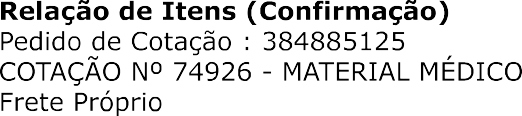 Relação de Itens (Confirmação)
Pedido de Cotação : 384885125
COTAÇÃO Nº 74926 - MATERIAL MÉDICO
Frete Próprio